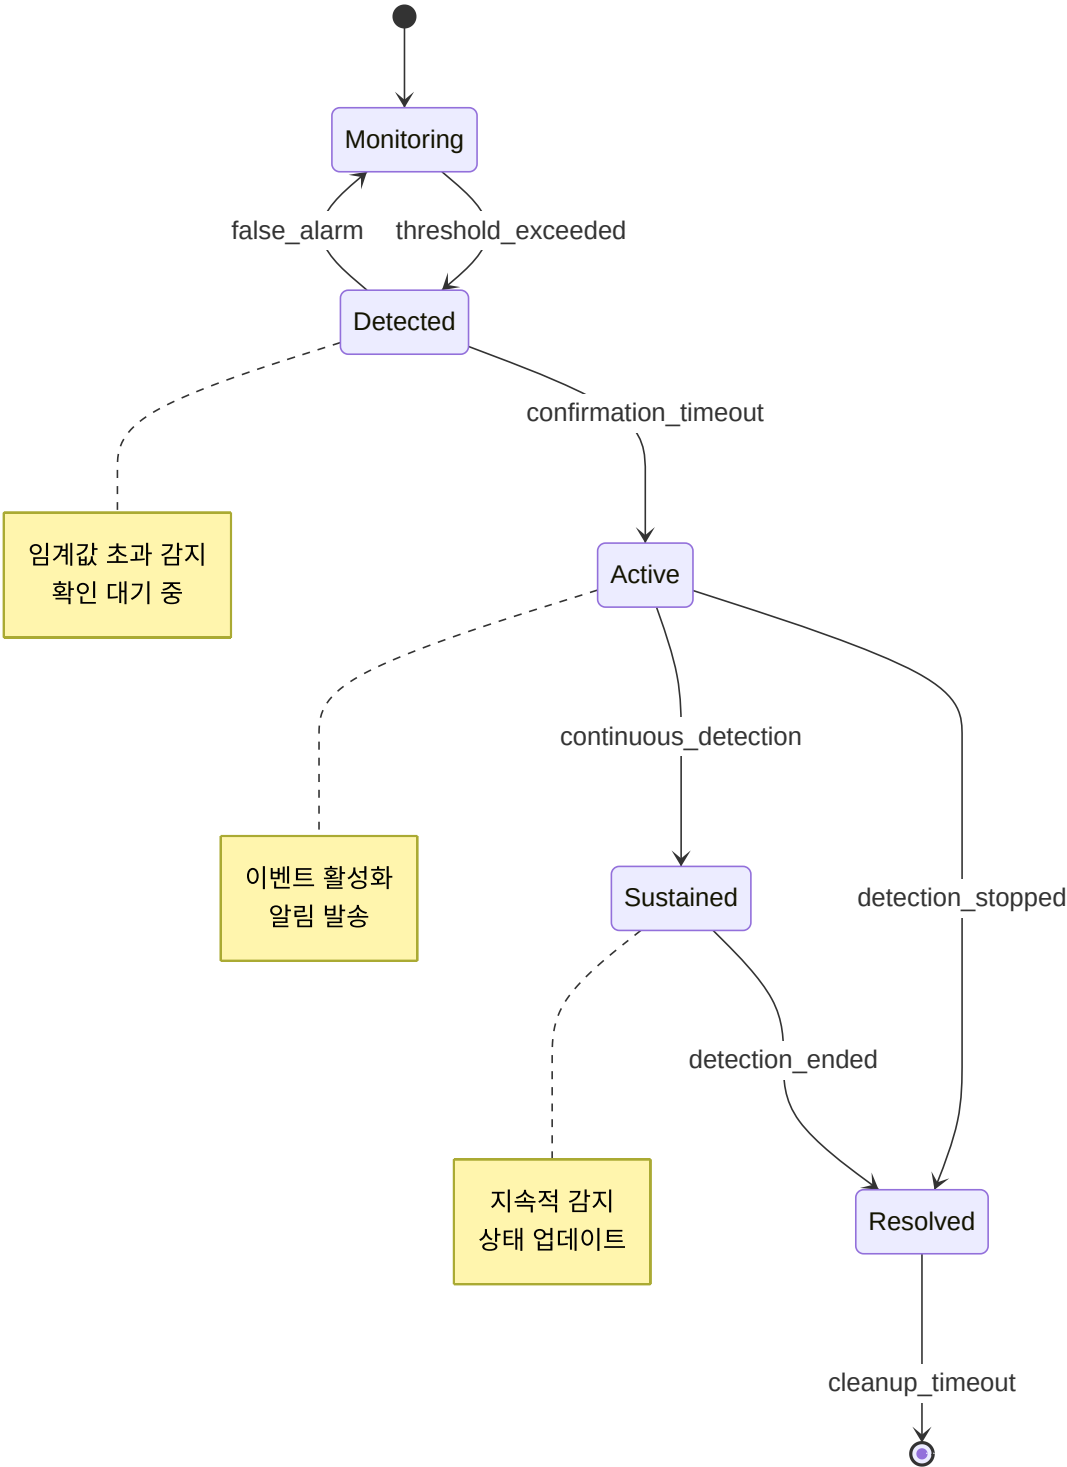 Monitoring
false_alarm
threshold_exceeded
Detected
confirmation_timeout
임계값 초과 감지
확인 대기 중
Active
continuous_detection
이벤트 활성화
알림 발송
Sustained
detection_stopped
detection_ended
지속적 감지
상태 업데이트
Resolved
cleanup_timeout